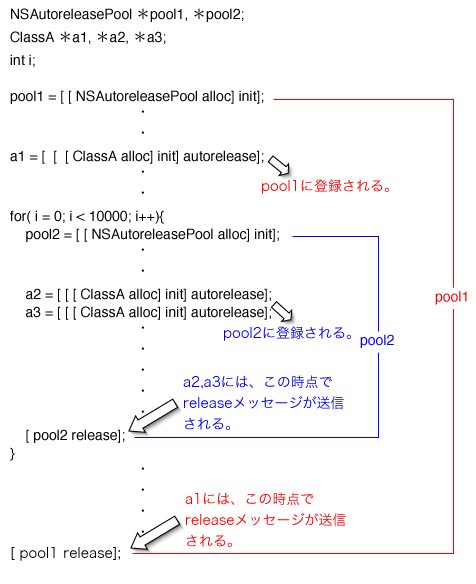 NSAutoreleasePool ＊pool1, ＊pool2;
ClassA ＊a1, ＊a2, ＊a3;
int i;
pool1 = [ [ NSAutoreleasePool alloc] init];
・
・
a1 = [ [ [ ClassA alloc] init] autorelease];
・
pool1に登録される。
・
for( i = 0; i < 10000; i++){
pool2 = [ [ NSAutoreleasePool alloc] init];
・
・
a2 = [ [ [ ClassA alloc] init] autorelease];
pool1
a3 = [ [ [ ClassA alloc] init] autorelease];
・
pool2に登録される。
pool2
・
・
a2,a3には、この時点で
・
releaseメッセージが送信
・
される。
[ pool2 release];
}
・
・
a1には、この時点で
・
releaseメッセージが送信
・
される。
[ pool1 release];